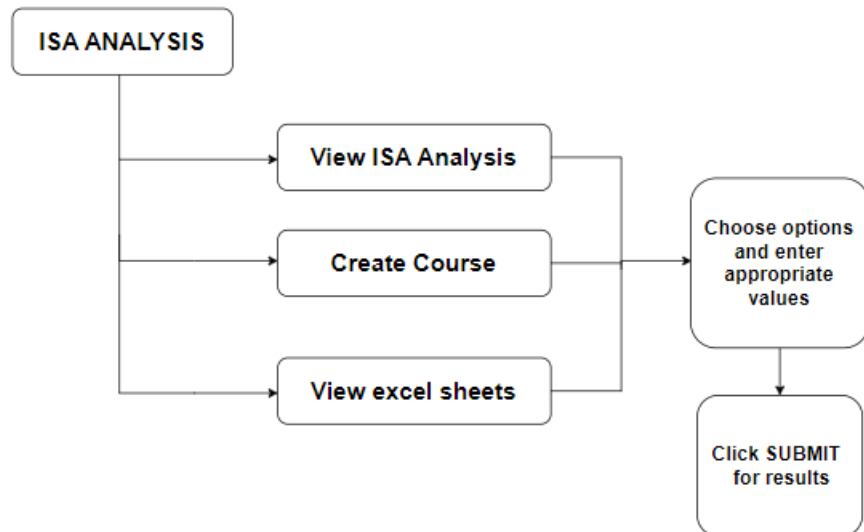 ISA ANALYSIS
View ISA Analysis
Create Course
View excel sheets
Choose options
and enter
appropriate
values
Click SUBMIT
for results